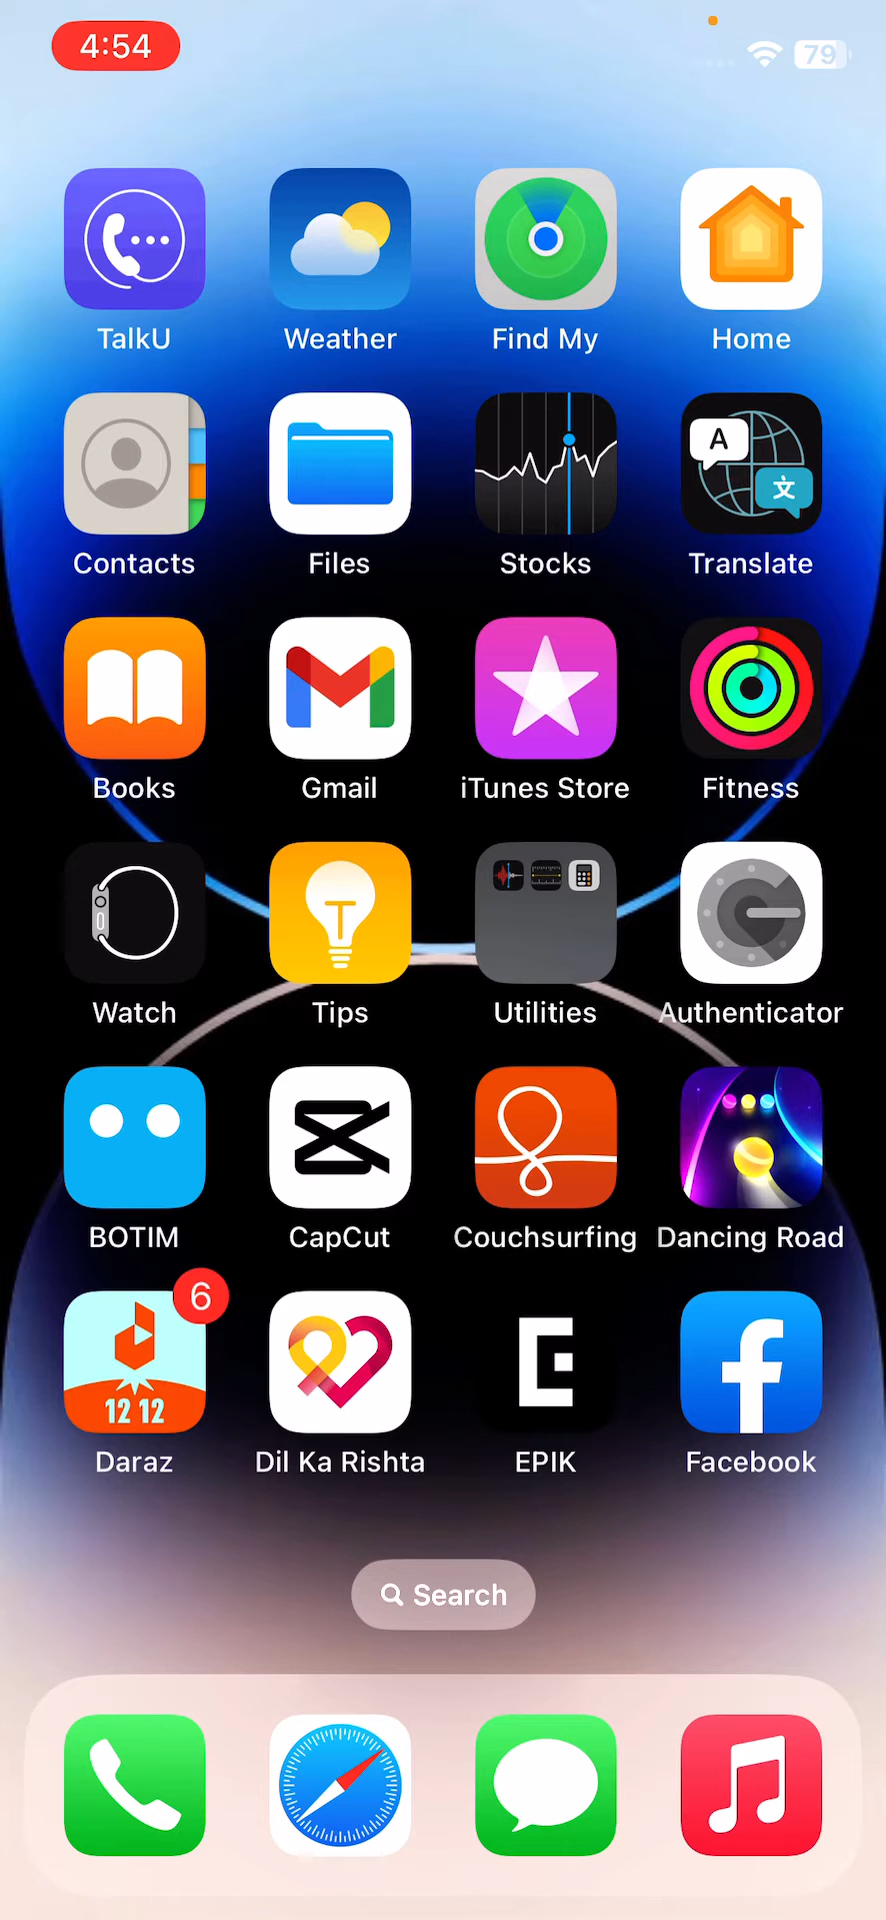 4:54
79
TalkU
Weather
Find My
Home
A
文
Contacts
Files
Stocks
Translate
Books
Gmail
iTunes Store
Fitness
Watch
Tips
Utilities
Authenticator
BOTIM
CapCut
Couchsurfing
Dancing Road
6
12 12
Daraz
Dil Ka Rishta
EPIK
Facebook
Search